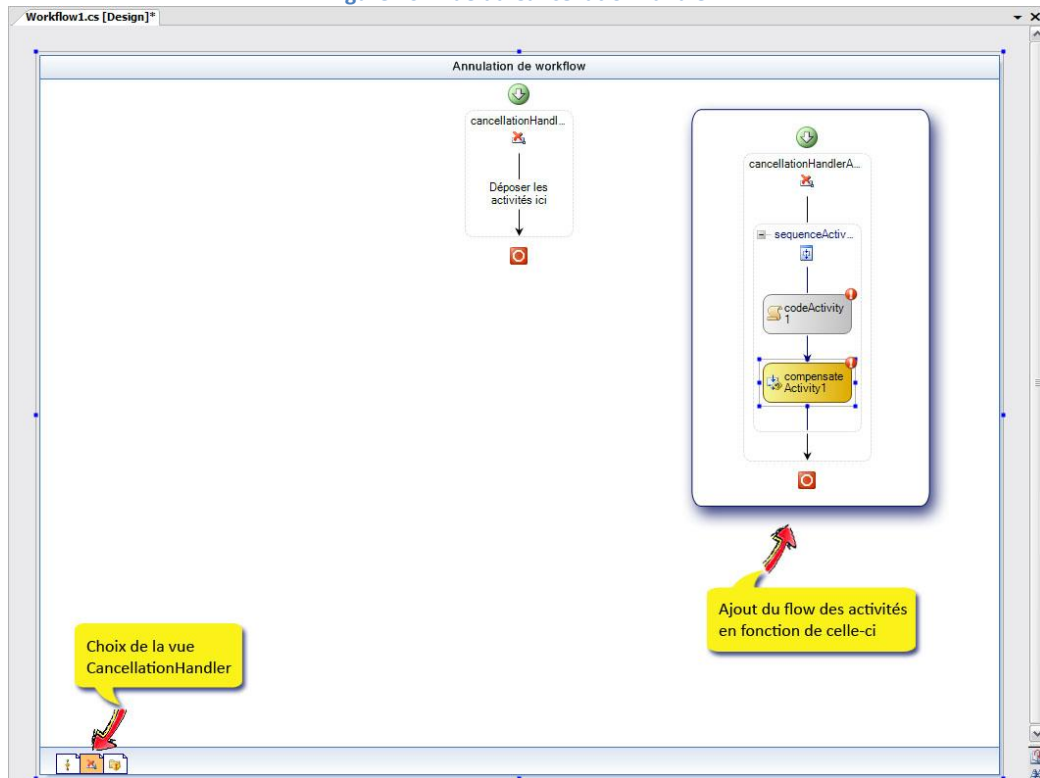 Workflow1.cs [Design]*
Annulation de workflow
cancellationHandl...
Déposer les
activités ici
cancellationHandlerA...
sequenceActiv...
codeActivity
1
compensate
Activity1
Ajout du flow des activités
en fonction de celle-ci
Choix de la vue
CancellationHandler